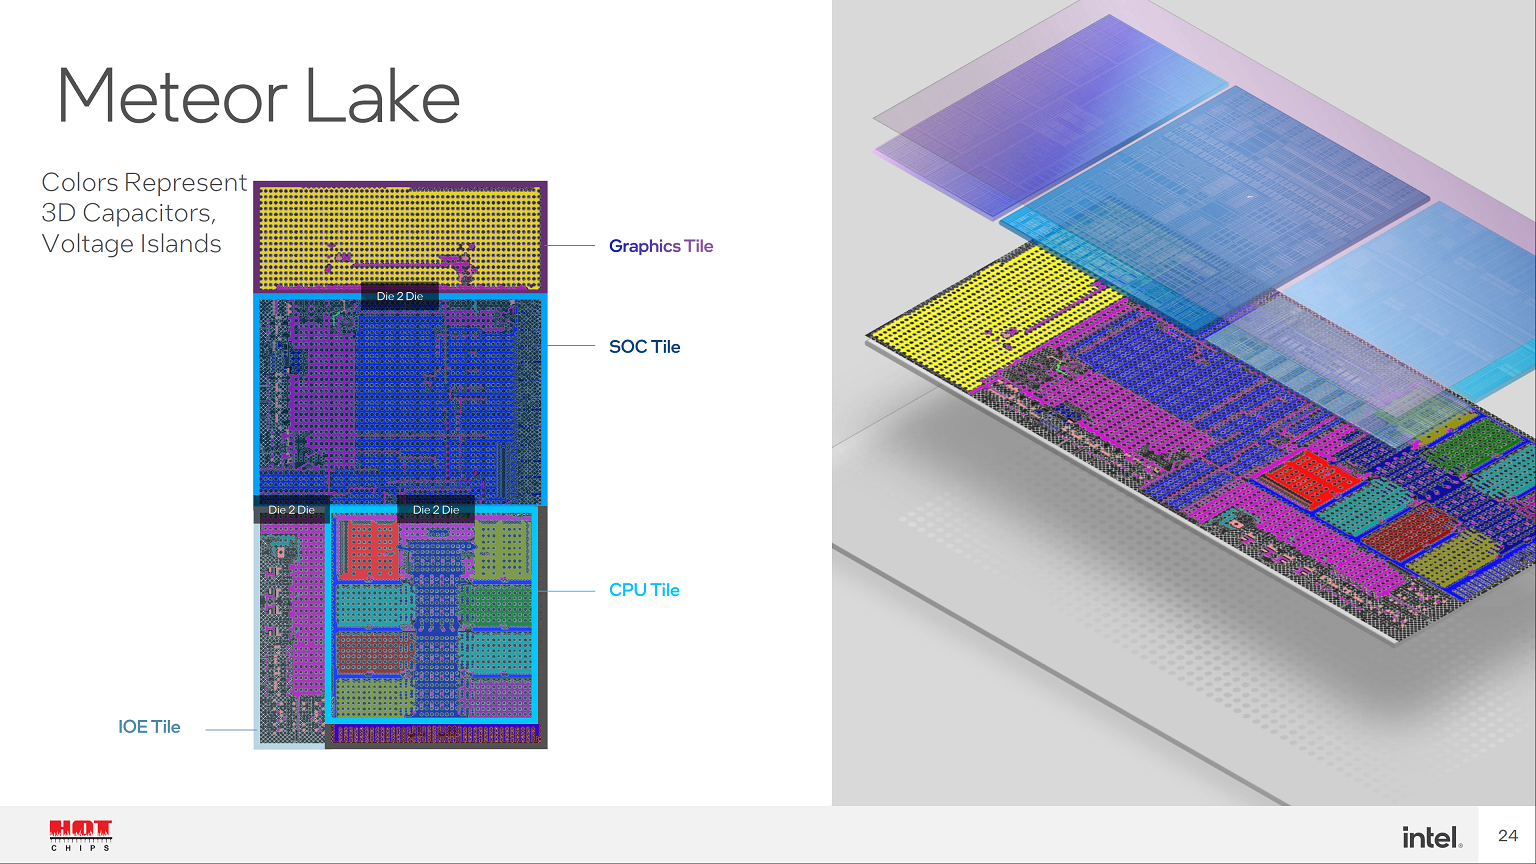 Meteor Lake
Colors Represent
3D Capacitors,
Voltage Islands
Graphics Tile
Die 2 Die
SOC Tile
Die 2 Die
Die 2 Die
CPU Tile
IOE Tile
HOT
CHIPS
intel.
24